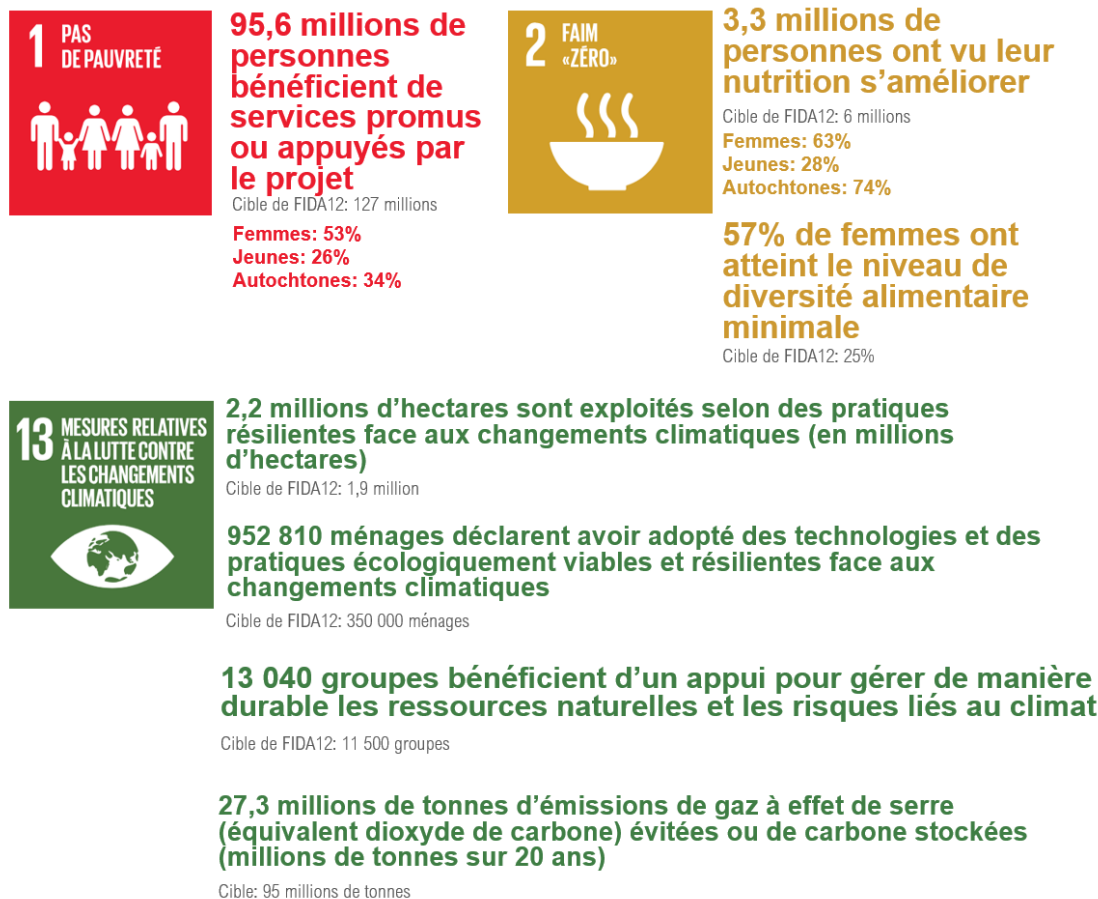 1 PAS
DE PAUVRETÉ
95,6 millions de
personnes
bénéficient de
services promus
ou appuyés par
le projet
Cible de FIDA12: 127 millions
Femmes: 53%
Jeunes: 26%
Autochtones: 34%
2 FAIM
«ZÉRO»
3,3 millions de
personnes ont vu leur
nutrition s’améliorer
Cible de FIDA12: 6 millions
Femmes: 63%
Jeunes: 28%
Autochtones: 74%
57% de femmes ont
atteint le niveau de
diversité alimentaire
minimale
Cible de FIDA12: 25%
13 MESURES RELATIVES
À LA LUTTE CONTRE
LES CHANGEMENTS
CLIMATIQUES
2,2 millions d’hectares sont exploités selon des pratiques
résilientes face aux changements climatiques (en millions
d’hectares)
Cible de FIDA12: 1,9 million
952 810 ménages déclarent avoir adopté des technologies et des
pratiques écologiquement viables et résilientes face aux
changements climatiques
Cible de FIDA12: 350 000 ménages
13 040 groupes bénéficient d’un appui pour gérer de manière
durable les ressources naturelles et les risques liés au climat
Cible de FIDA12: 11 500 groupes
27,3 millions de tonnes d’émissions de gaz à effet de serre
(équivalent dioxyde de carbone) évitées ou de carbone stockées
(millions de tonnes sur 20 ans)
Cible: 95 millions de tonnes